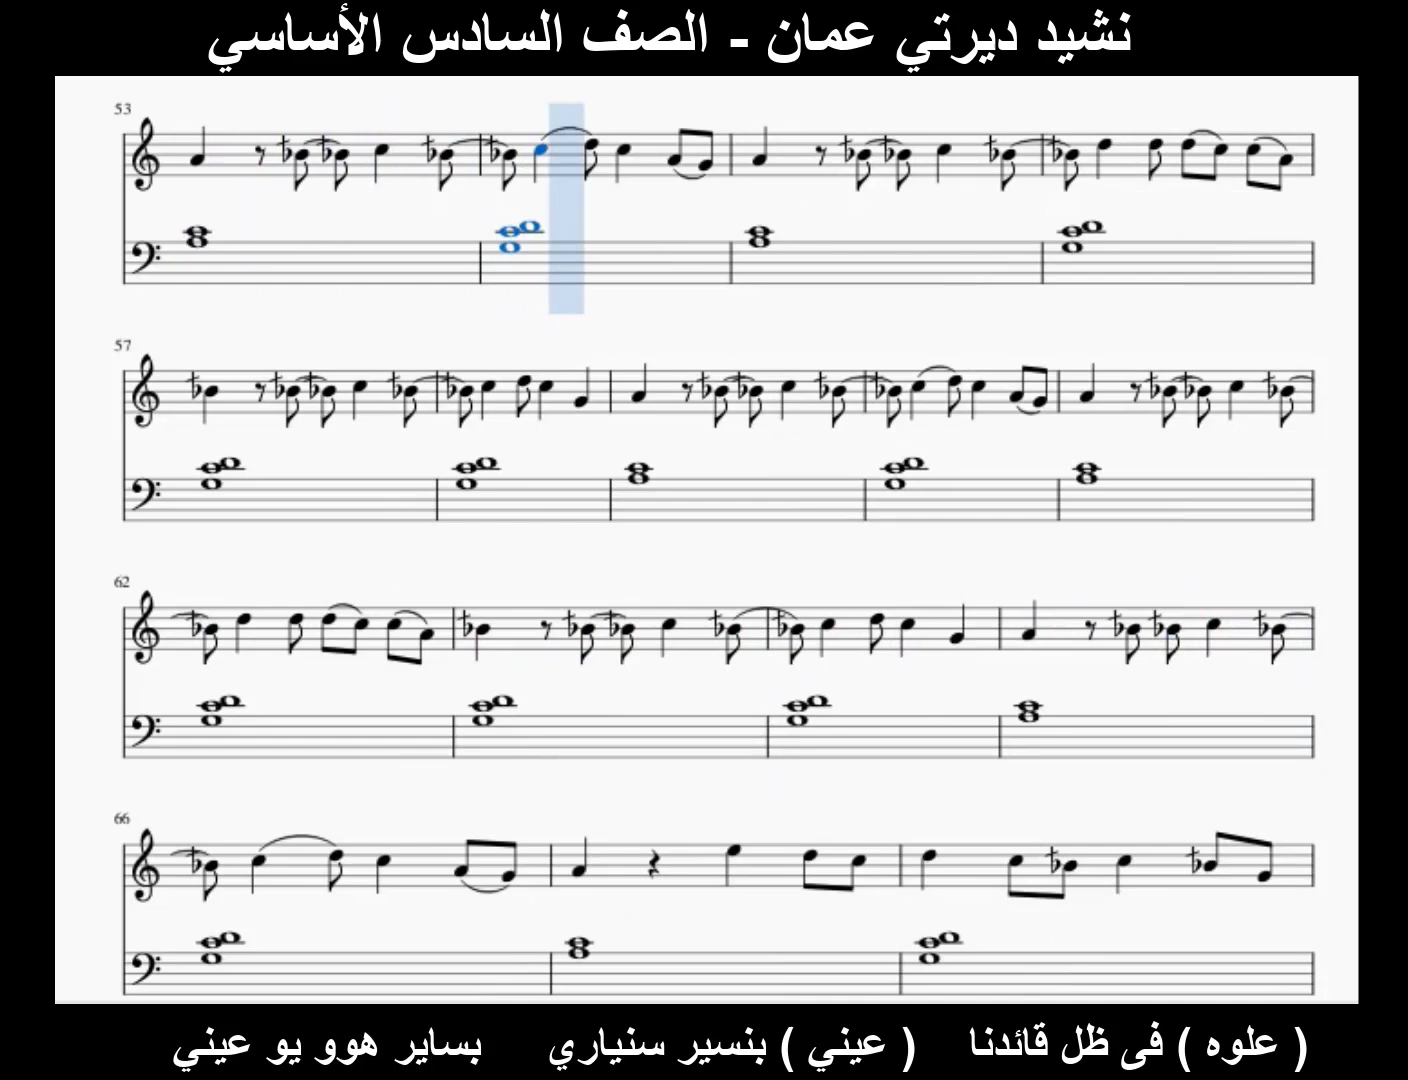 نشيد ديرتي عمان - الصف السادس الأساسي
53
57
62
66
( علوه ) فى ظل قائدنا ( عيني ) بنسير سنياري بساير هوو يو عيني